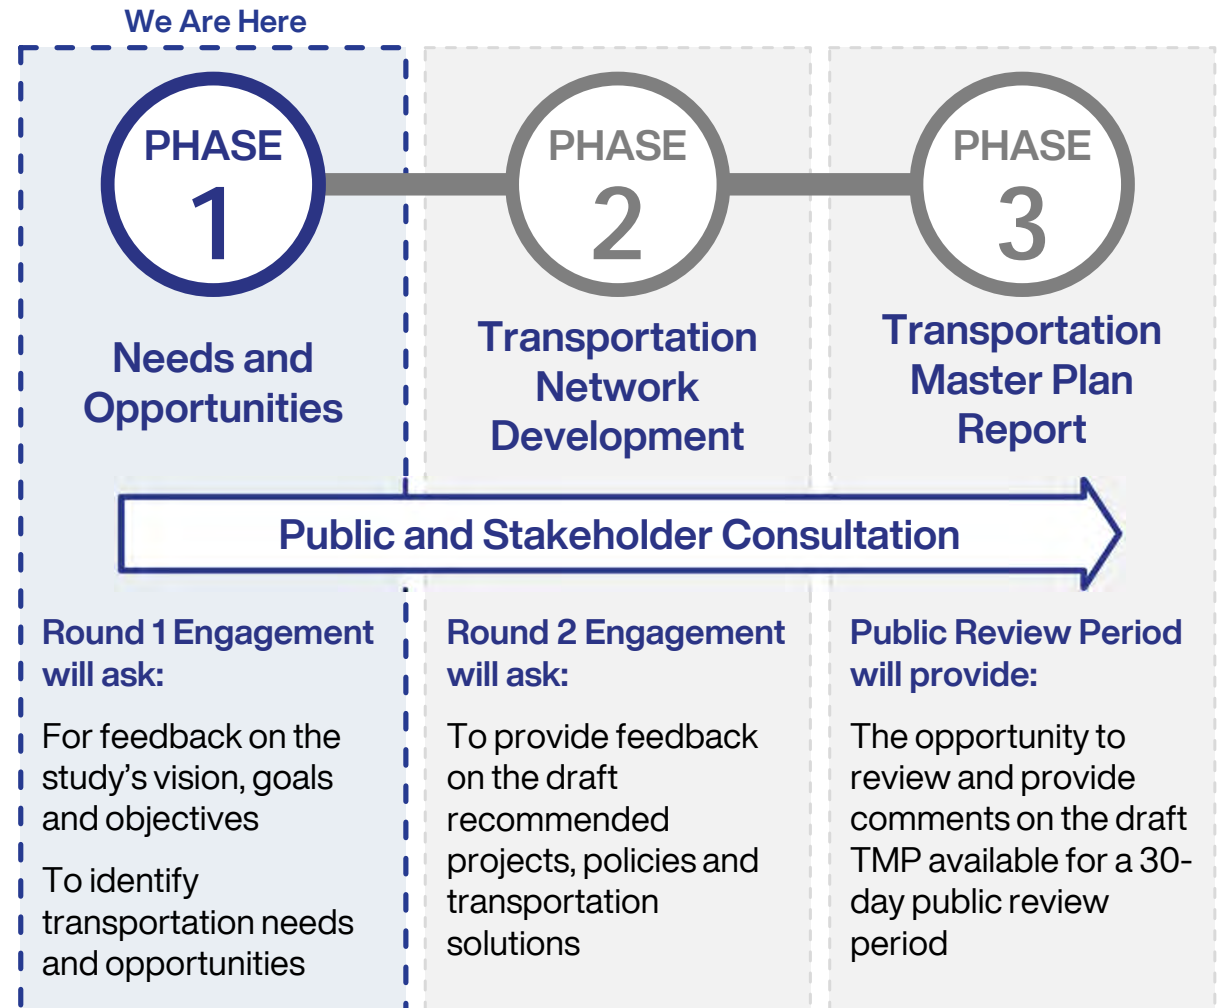 We Are Here
PHASE
1
Needs and
Opportunities
PHASE
2
Transportation
Network
Development
PHASE
3
Transportation
Master Plan
Report
Public and Stakeholder Consultation
Round 1 Engagement
will ask:
For feedback on the
study’s vision, goals
and objectives
To identify
transportation needs
and opportunities
Round 2 Engagement
will ask:
To provide feedback
on the draft
recommended
projects, policies and
transportation
solutions
Public Review Period
will provide:
The opportunity to
review and provide
comments on the draft
TMP available for a 30-
day public review
period